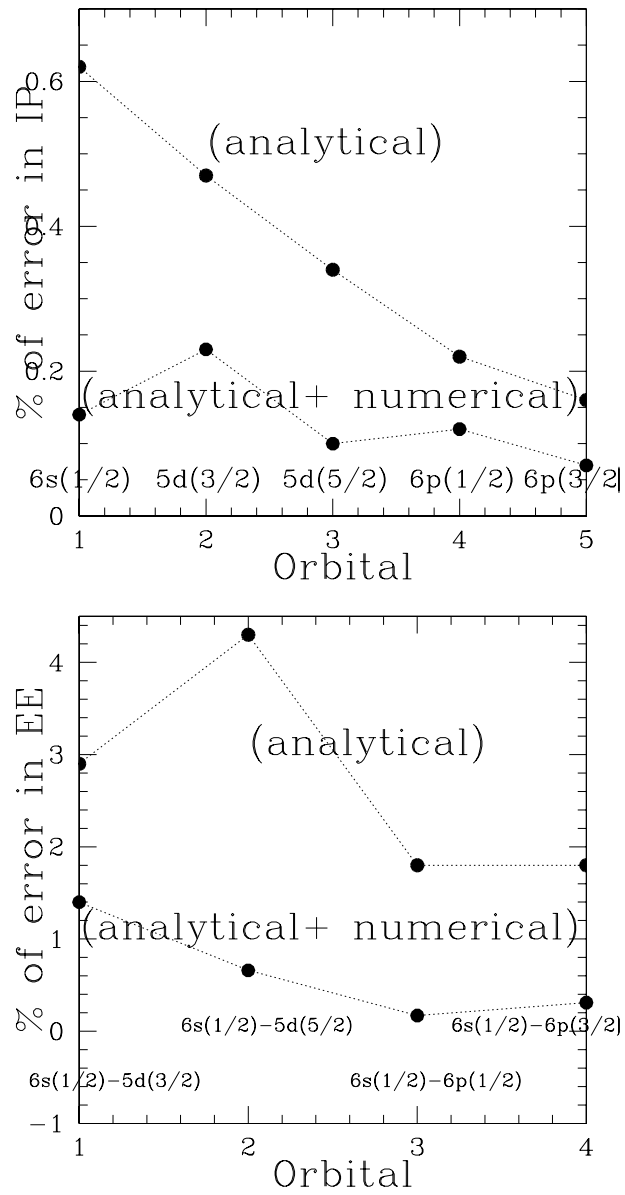 % of error in IP
0.6
0.4
0.2
0
(analytical)
(analytical+ numerical)
6s(1/2) 5d(3/2) 5d(5/2) 6p(1/2) 6p(3/2
1 2 3 4 5
Orbital
% of error in EE
4
3
2
1
0
-1
(analytical)
(analytical+ numerical)
6s(1/2)-5d(5/2) 6s(1/2)-6p(3/2)
6s(1/2)-5d(3/2) 6s(1/2)-6p(1/2)
1 2 3 4
Orbital